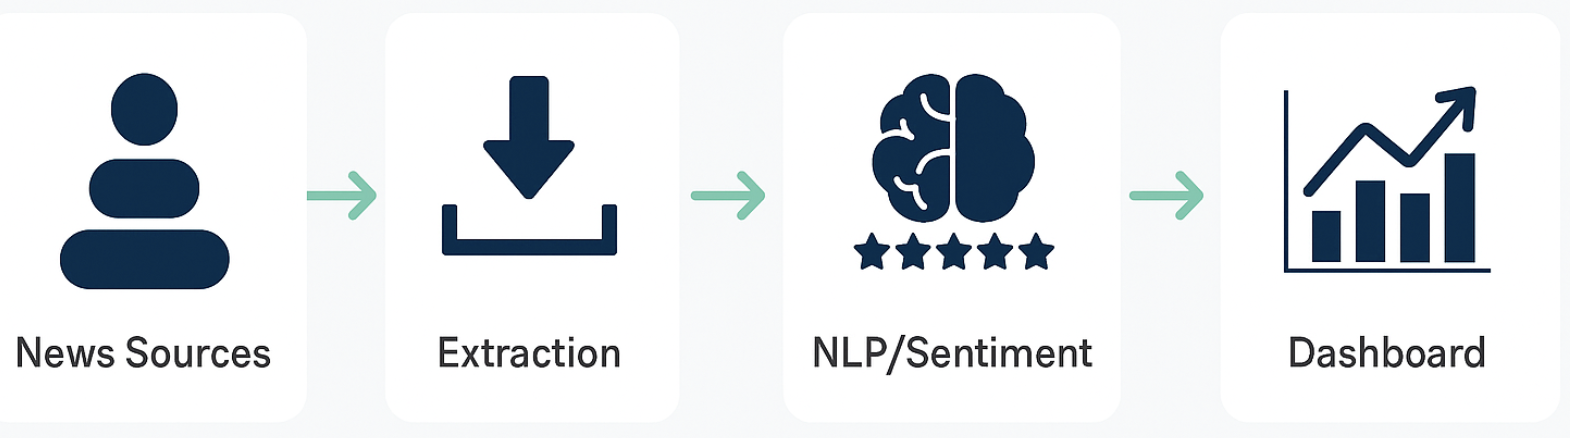 News Sources
Extraction
NLP/Sentiment
Dashboard